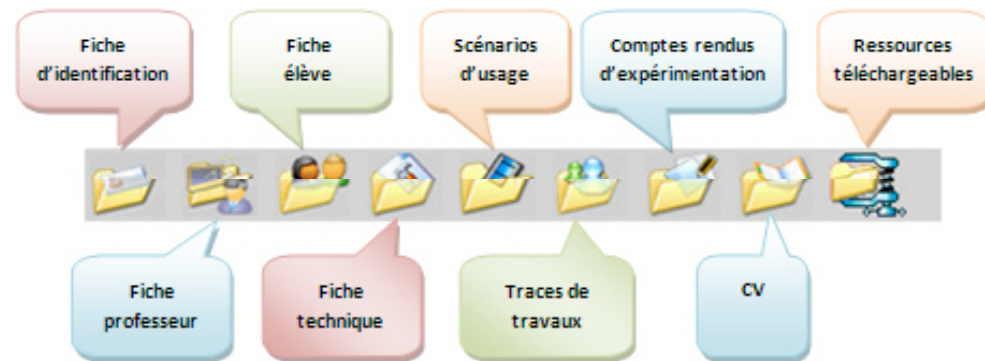 Fiche
d'identification
Fiche
élève
Scénarios
d'usage
Comptes rendus
d'expérimentation
Ressources
téléchargeables
Fiche
professeur
Fiche
technique
Traces de
travaux
CV